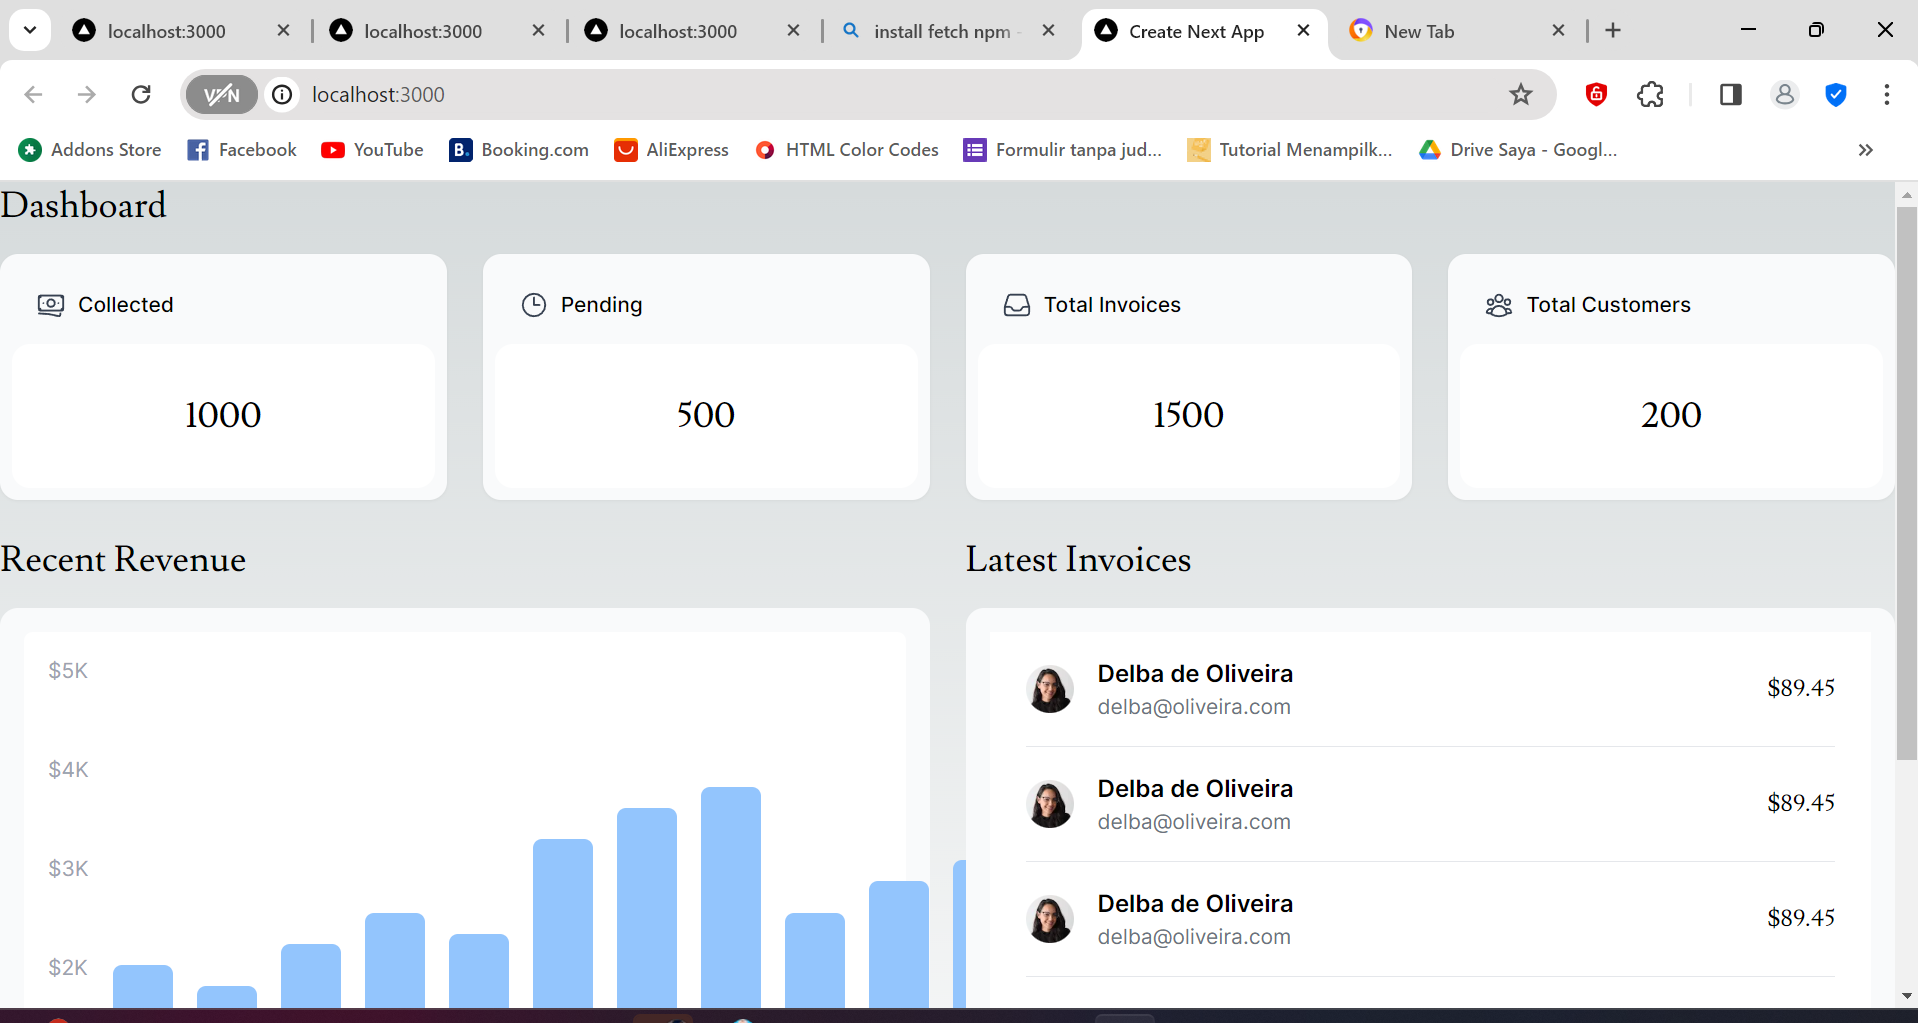 localhost:3000
localhost:3000
localhost:3000
install fetch npm -
Create Next App
New Tab
VPN
localhost:3000
Addons Store
Facebook
YouTube
B. Booking.com
AliExpress
HTML Color Codes
Formulir tanpa jud...
Tutorial Menampilk...
Drive Saya - Googl...
Dashboard
Collected
1000
Pending
500
Total Invoices
1500
Total Customers
200
Recent Revenue
$5K
$4K
$3K
$2K
Latest Invoices
Delba de Oliveira
delba@oliveira.com
$89.45
Delba de Oliveira
delba@oliveira.com
$89.45
Delba de Oliveira
delba@oliveira.com
$89.45